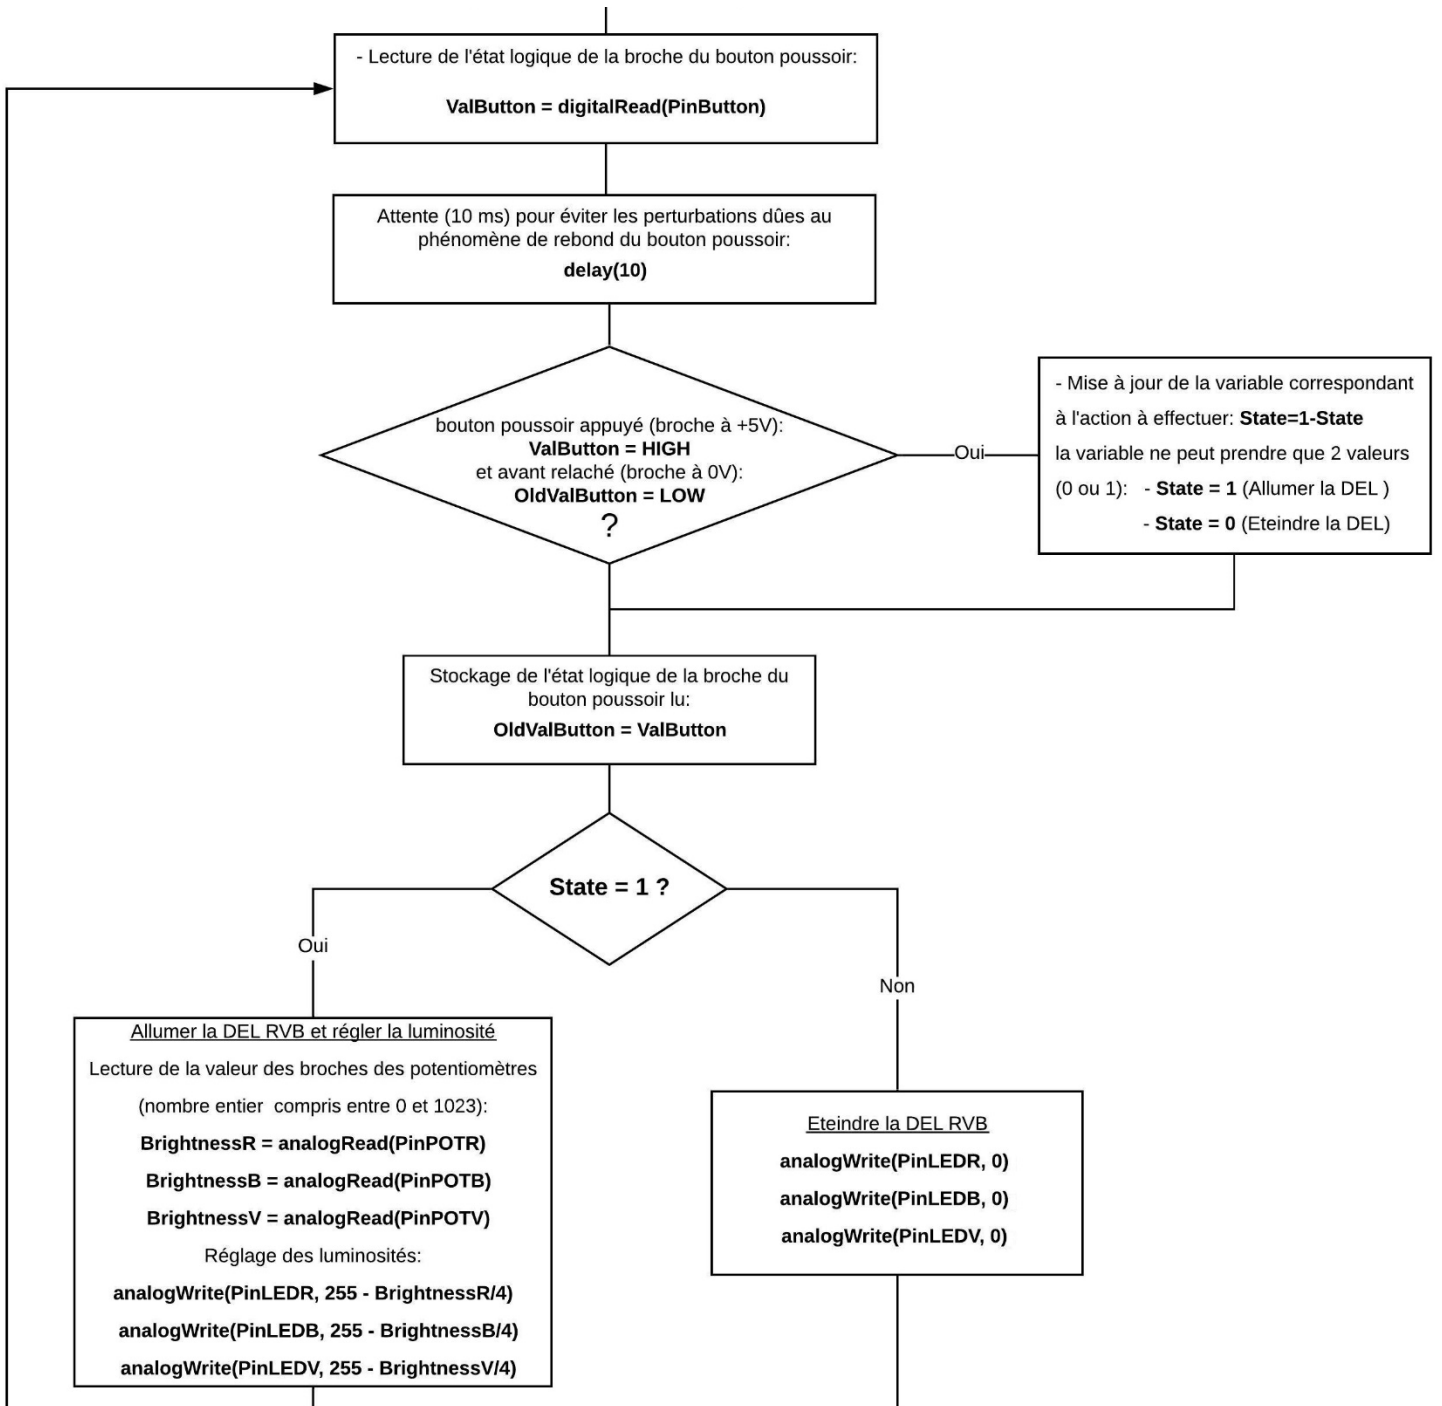 - Lecture de l'état logique de la broche du bouton poussoir:
ValButton = digitalRead(PinButton)
Attente (10 ms) pour éviter les perturbations dûes au
phénomène de rebond du bouton poussoir:
delay(10)
bouton poussoir appuyé (broche à +5V):
ValButton = HIGH
et avant relaché (broche à 0V):
OldValButton = LOW
?
Oui
- Mise à jour de la variable correspondant
à l'action à effectuer: State=1-State
la variable ne peut prendre que 2 valeurs
(0 ou 1): - State = 1 (Allumer la DEL )
- State = 0 (Eteindre la DEL)
Stockage de l'état logique de la broche du
bouton poussoir lu:
OldValButton = ValButton
State = 1 ?
Oui
Non
Allumer la DEL RVB et régler la luminosité
Lecture de la valeur des broches des potentiomètres
(nombre entier compris entre 0 et 1023):
BrightnessR = analogRead(PinPOTR)
BrightnessB = analogRead(PinPOTB)
BrightnessV = analogRead(PinPOTV)
Réglage des luminosités:
analogWrite(PinLEDR, 255 - BrightnessR/4)
analogWrite(PinLEDB, 255 - BrightnessB/4)
analogWrite(PinLEDV, 255 - BrightnessV/4)
Eteindre la DEL RVB
analogWrite(PinLEDR, 0)
analogWrite(PinLEDB, 0)
analogWrite(PinLEDV, 0)